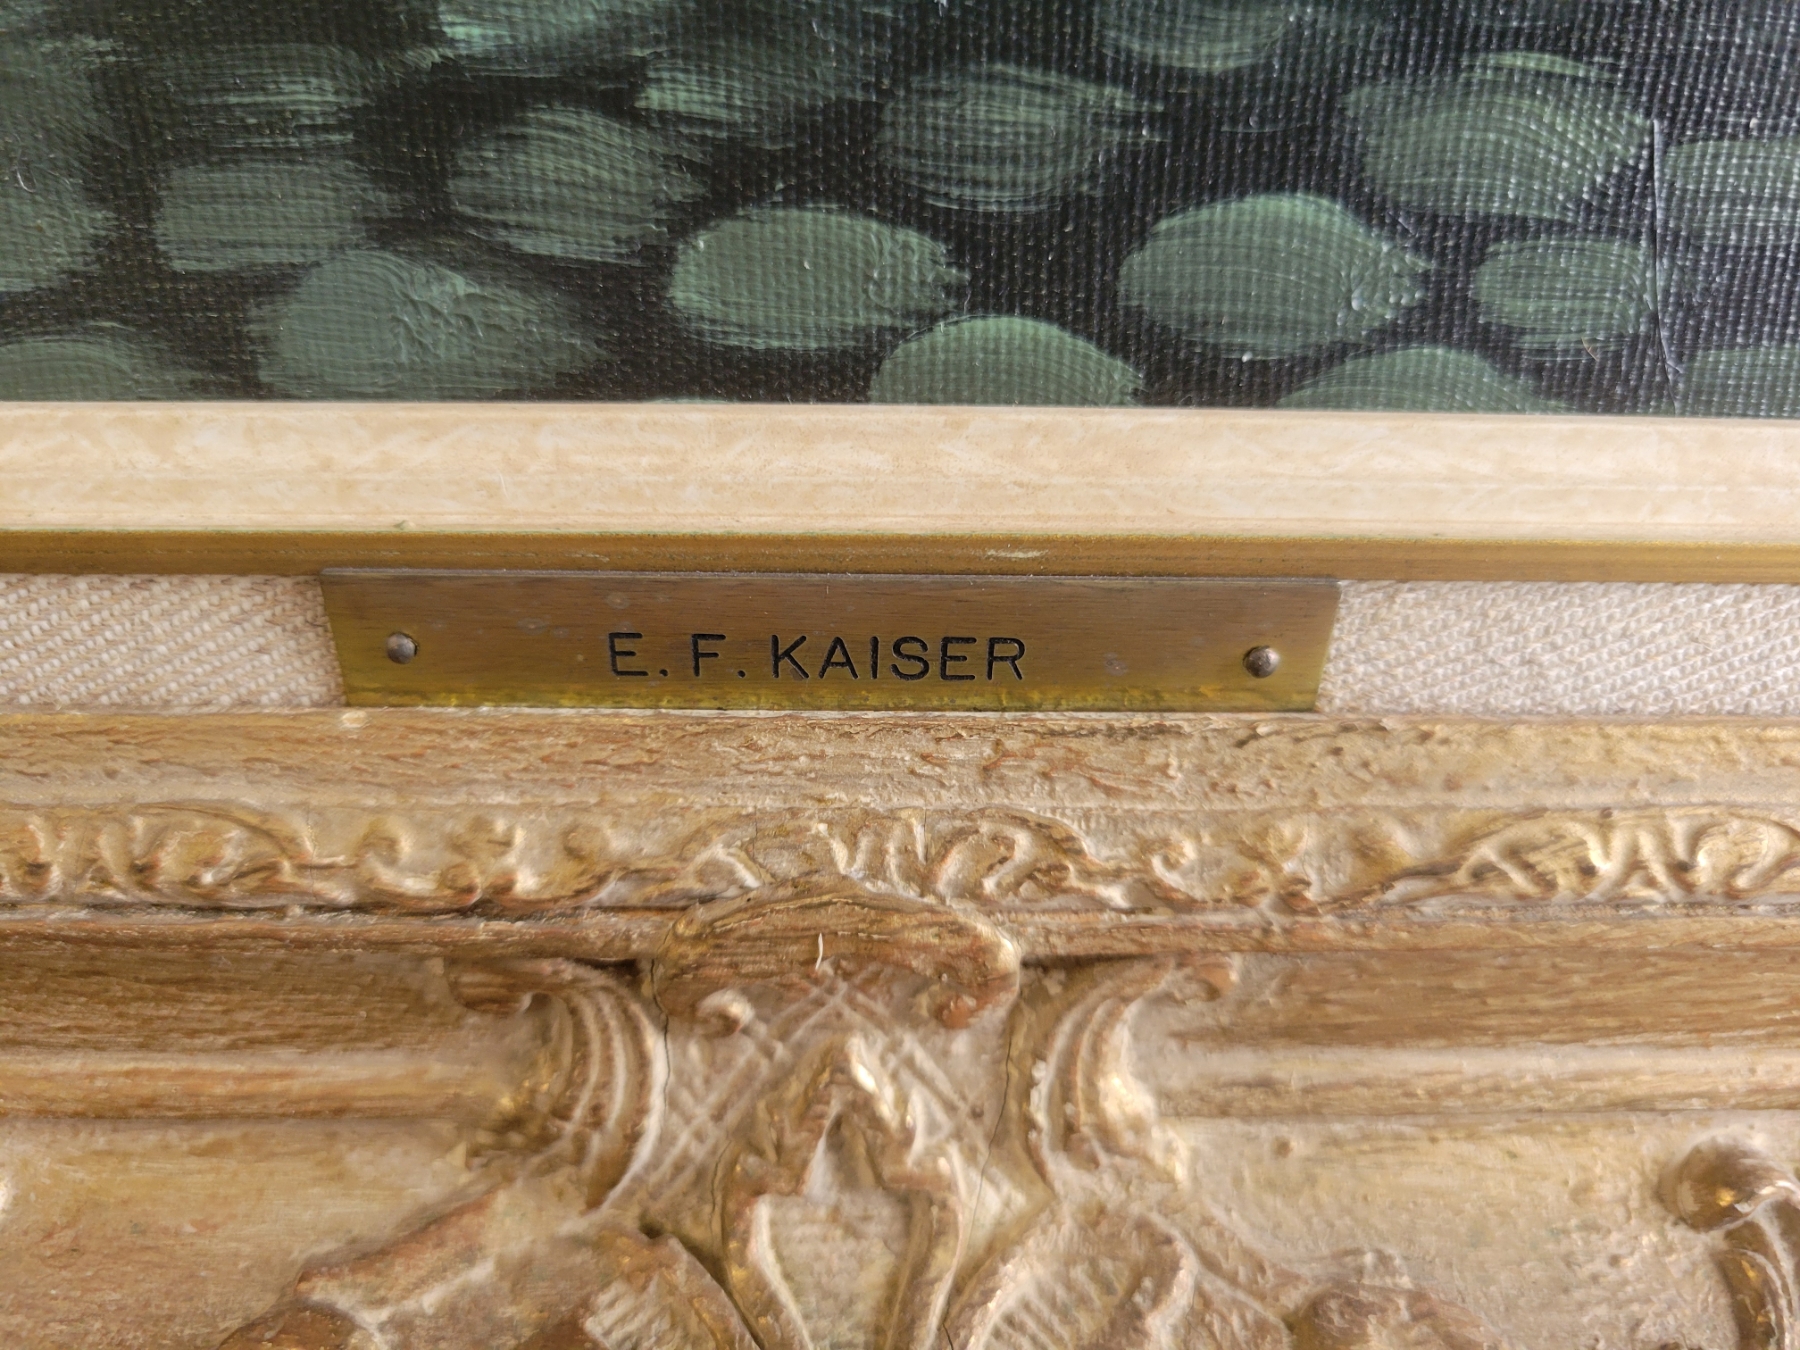 E. F. KAISER